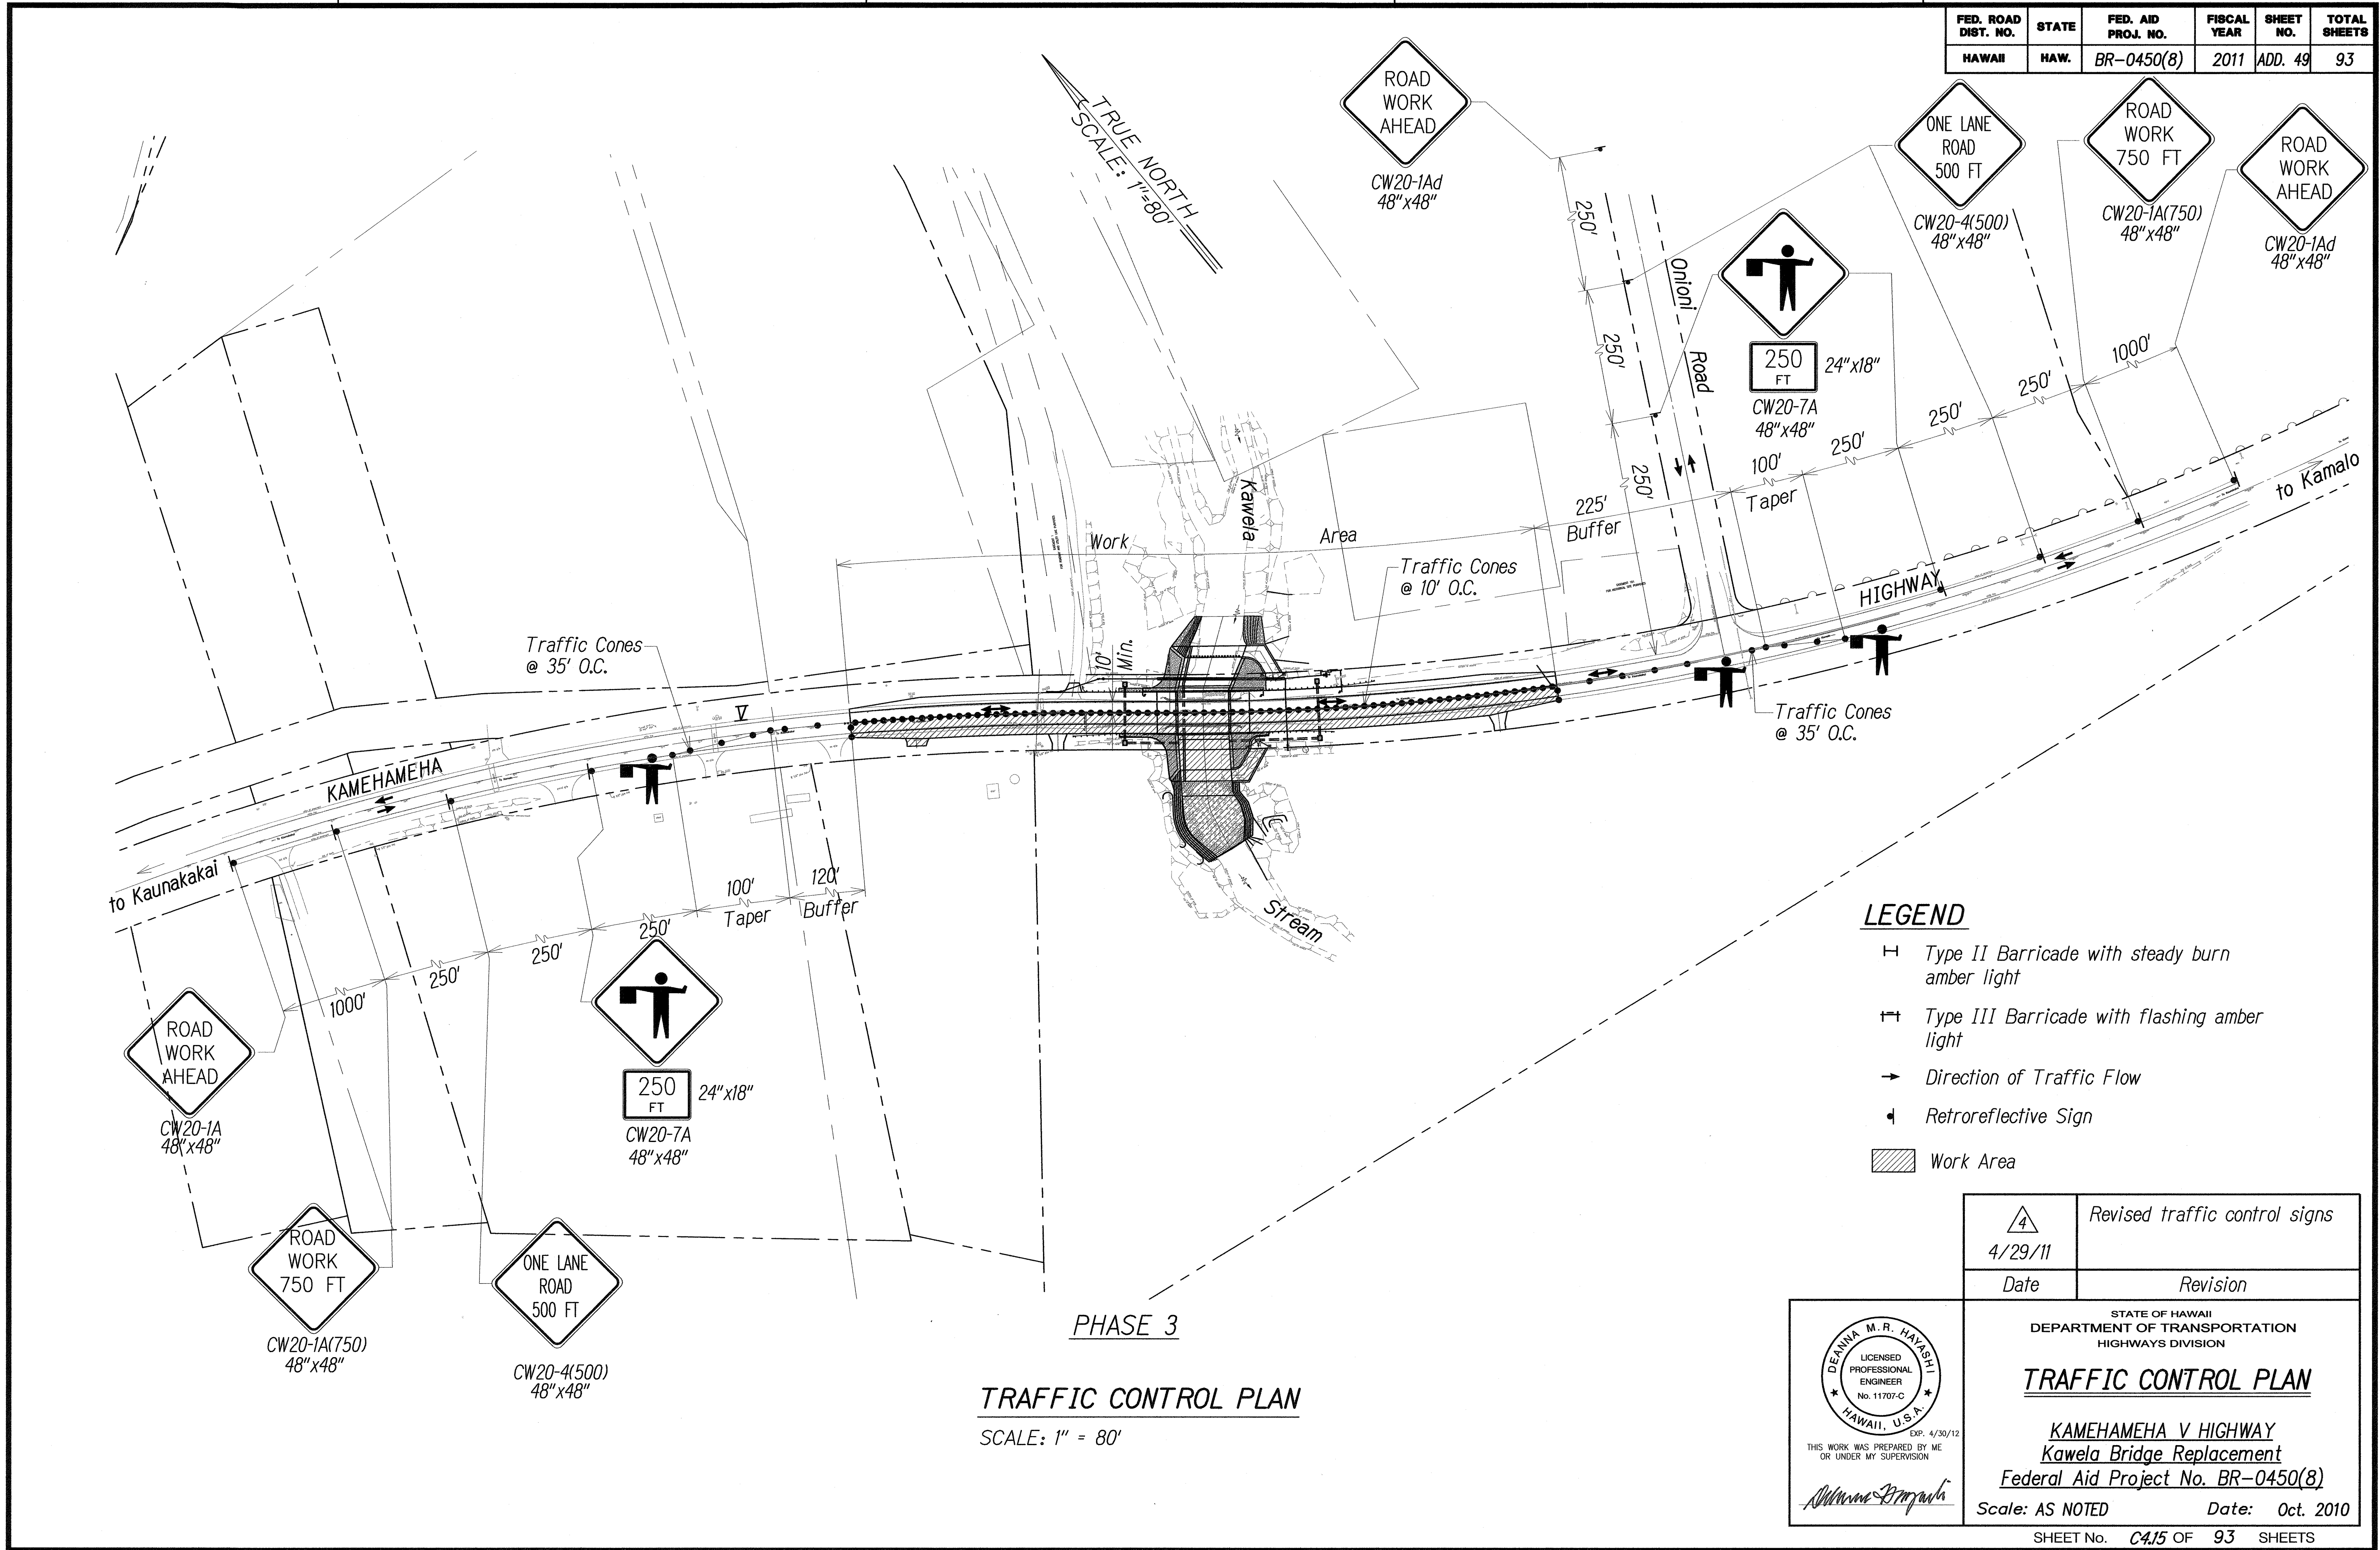 FED. ROAD DIST. NO.
STATE
FED. AID PROJ. NO.
FISCAL YEAR
SHEET NO.
TOTAL SHEETS
HAWAII
HAW.
BR-0450(8)
2011
ADD. 49
93
TRUE NORTH
SCALE: 1"=80'
ROAD
WORK
AHEAD
CW20-1Ad
48"x48"
ONE LANE
ROAD
500 FT
CW20-4(500)
48"x48"
ROAD
WORK
750 FT
CW20-1A(750)
48"x48"
ROAD
WORK
AHEAD
CW20-1Ad
48"x48"
250
FT
24"x18"
CW20-7A
48"x48"
250'
250'
250'
Onioni
Road
225'
Buffer
100'
Taper
250'
250'
250'
1000'
to Kamalo
HIGHWAY
Kawela
Work
Area
Traffic Cones
@ 10' O.C.
Traffic Cones
@ 35' O.C.
10'
Min.
V
Traffic Cones
@ 35' O.C.
KAMEHAMEHA
to Kaunakakai
1000'
250'
250'
250'
100'
Taper
120'
Buffer
Stream
ROAD
WORK
AHEAD
CW20-1A
48"x48"
250
FT
24"x18"
CW20-7A
48"x48"
ROAD
WORK
750 FT
CW20-1A(750)
48"x48"
ONE LANE
ROAD
500 FT
CW20-4(500)
48"x48"
LEGEND
Type II Barricade with steady burn
amber light
Type III Barricade with flashing amber
light
Direction of Traffic Flow
Retroreflective Sign
Work Area
PHASE 3
TRAFFIC CONTROL PLAN
SCALE: 1" = 80'
4
4/29/11
Revised traffic control signs
Date
Revision
DEANNA M.R. HAYASHI
LICENSED
PROFESSIONAL
ENGINEER
No. 11707-C
HAWAII, U.S.A.
EXP. 4/30/12
THIS WORK WAS PREPARED BY ME
OR UNDER MY SUPERVISION
STATE OF HAWAII
DEPARTMENT OF TRANSPORTATION
HIGHWAYS DIVISION
TRAFFIC CONTROL PLAN
KAMEHAMEHA V HIGHWAY
Kawela Bridge Replacement
Federal Aid Project No. BR-0450(8)
Scale: AS NOTED Date: Oct. 2010
SHEET No. C4.15 OF 93 SHEETS